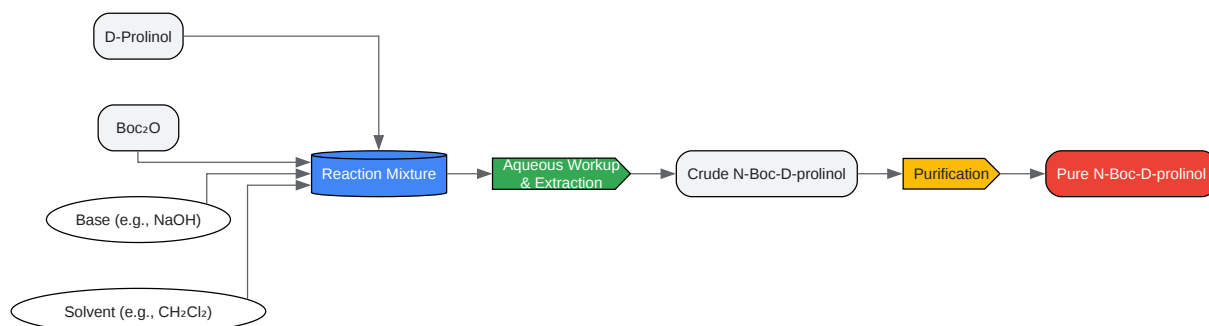 D-Prolinol
Boc₂O
Base (e.g., NaOH)
Solvent (e.g., CH₂Cl₂)
Reaction Mixture
Aqueous Workup
& Extraction
Crude N-Boc-D-prolinol
Purification
Pure N-Boc-D-prolinol